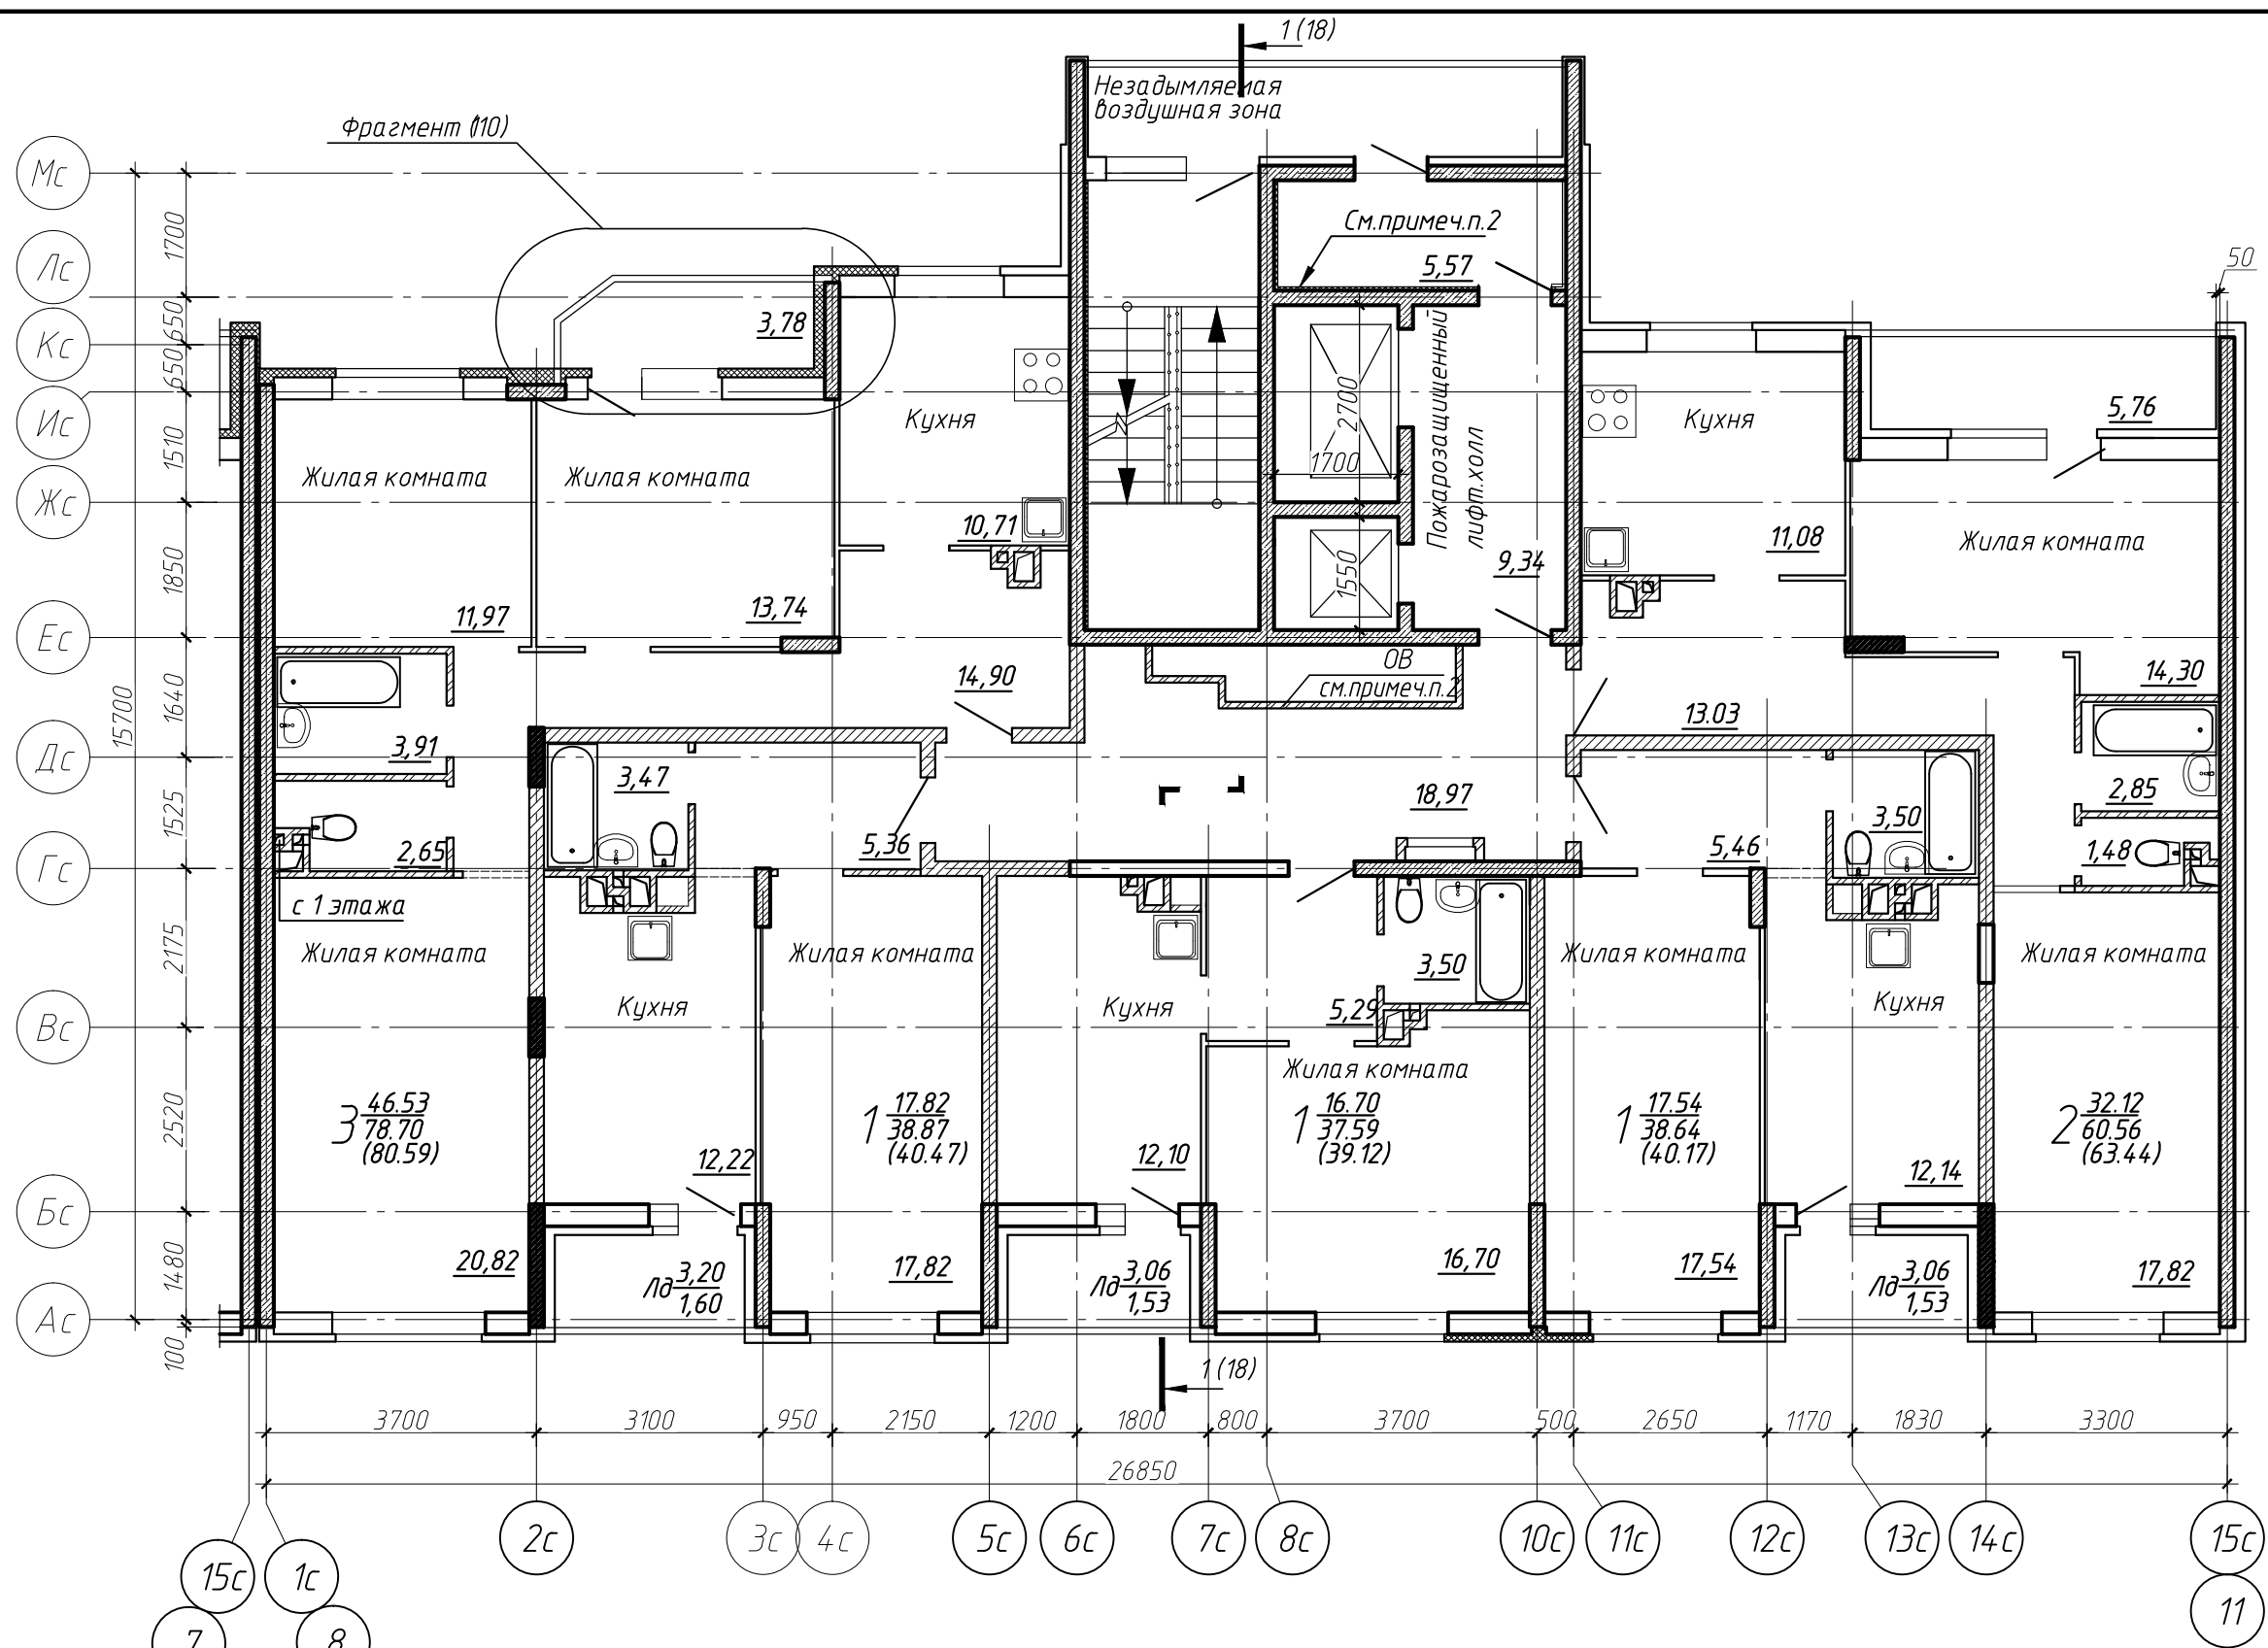 1 (18)
Незадымляемая
воздушная зона
Фрагмент (110)
Мс
Лс
Кс
Ис
Жс
Ес
Дс
Гс
Вс
Бс
Ас
1700
650
650
1510
1850
1640
1525
2175
2520
1480
100
15700
См.примеч.п.2
5,57
50
3,78
Кухня
Кухня
5,76
2700
1700
1550
Пожарозащищенный
лифт.холл
Жилая комната
Жилая комната
10,71
11,08
Жилая комната
9,34
11,97
13,74
14,90
ОВ
см.примеч.п.2
14,30
13.03
3,91
3,47
18,97
2,85
3,50
2,65
5,36
5,46
1,48
с 1 этажа
Жилая комната
Жилая комната
Жилая комната
Жилая комната
3,50
Кухня
Кухня
5,29
Кухня
Жилая комната
3
46.53
78.70
(80.59)
1
17.82
38.87
(40.47)
1
16.70
37.59
(39.12)
1
17.54
38.64
(40.17)
2
32.12
60.56
(63.44)
12,22
12,10
12,14
20,82
Лд
3,20
1,60
17,82
Лд
3,06
1,53
16,70
17,54
Лд
3,06
1,53
17,82
1 (18)
3700
3100
950
2150
1200
1800
800
3700
500
2650
1170
1830
3300
26850
15с
1с
2с
3с
4с
5с
6с
7с
8с
10с
11с
12с
13с
14с
15с
7
8
11